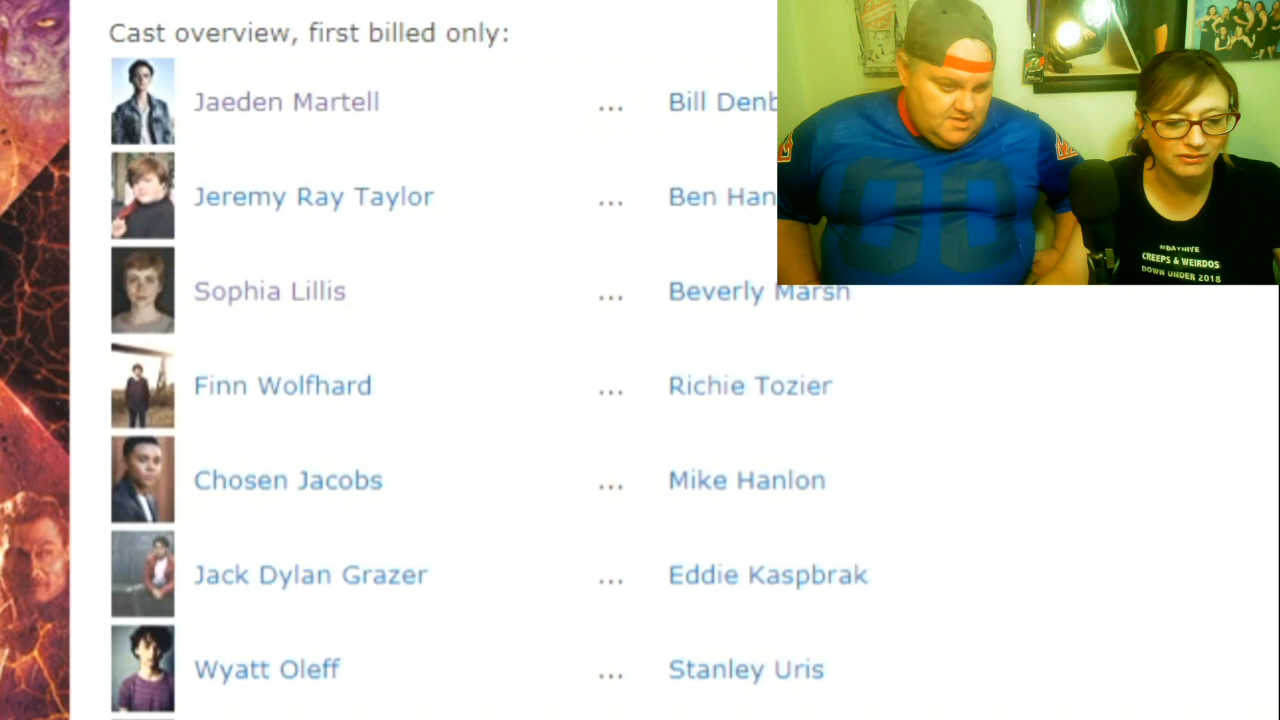 Cast overview, first billed only:
Jaeden Martell ... Bill Denb
Jeremy Ray Taylor ... Ben Han
Sophia Lillis ... Beverly Marsh
Finn Wolfhard ... Richie Tozier
Chosen Jacobs ... Mike Hanlon
Jack Dylan Grazer ... Eddie Kaspbrak
Wyatt Oleff ... Stanley Uris
#DAYHIVE
CREEPS & WEIRDOS
DOWN UNDER 2018